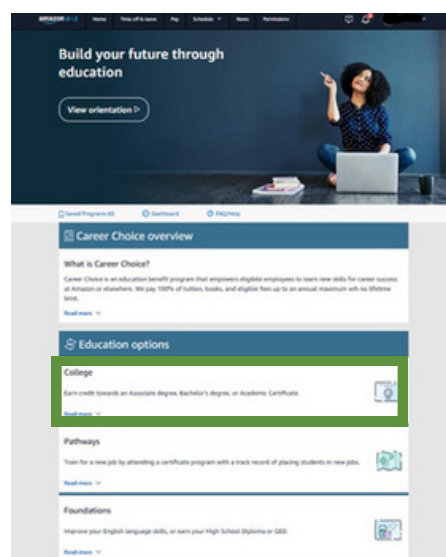 amazon a to z Home Time off & leave Pay Schedule News Permissions
Build your future through
education
View orientation
Saved Programs (0) Dashboard FAQ/Help
Career Choice overview
What is Career Choice?
Career Choice is an education benefit program that empowers eligible employees to learn new skills for career success
at Amazon or elsewhere. We pay 100% of tuition, books, and eligible fees up to an annual maximum with no lifetime
limit.
Read more
Education options
College
Earn credit towards an Associate degree, Bachelor's degree, or Academic Certificate.
Read more
Pathways
Train for a new job by attending a certificate program with a track record of placing students in new jobs.
Read more
Foundations
Improve your English language skills, or earn your High School Diploma or GED.
Read more